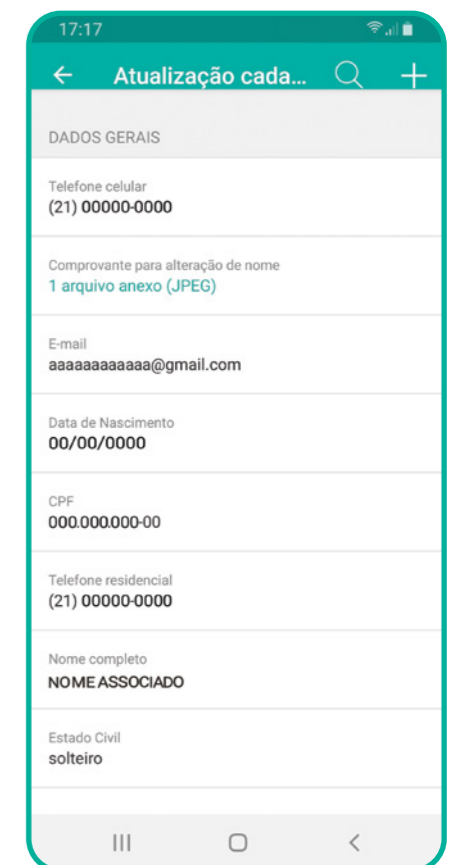 17:17
Atualização cada...
DADOS GERAIS
Telefone celular
(21) 00000-0000
Comprovante para alteração de nome
1 arquivo anexo (JPEG)
E-mail
aaaaaaaaaaaa@gmail.com
Data de Nascimento
00/00/0000
CPF
000.000.000-00
Telefone residencial
(21) 00000-0000
Nome completo
NOME ASSOCIADO
Estado Civil
solteiro